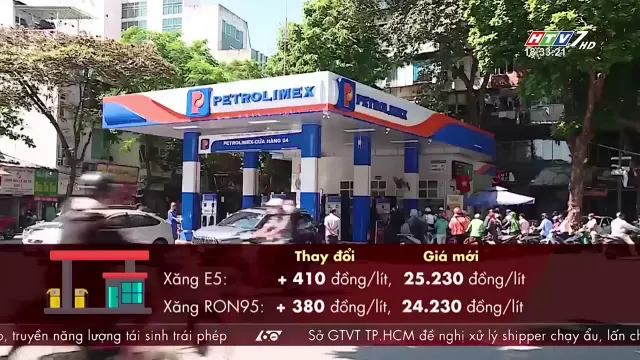 HTV7 HD
18:33:21
PETROLIMEX
PETROLIMEX
PETROLIMEX-CỬA HÀNG 04
Thay đổi Giá mới
Xăng E5: + 410 đồng/lít, 25.230 đồng/lít
Xăng RON95: + 380 đồng/lít, 24.230 đồng/lít
o, truyền năng lượng tái sinh trái phép 60 Sở GTVT TP.HCM đề nghị xử lý shipper chạy ẩu, lấn ch